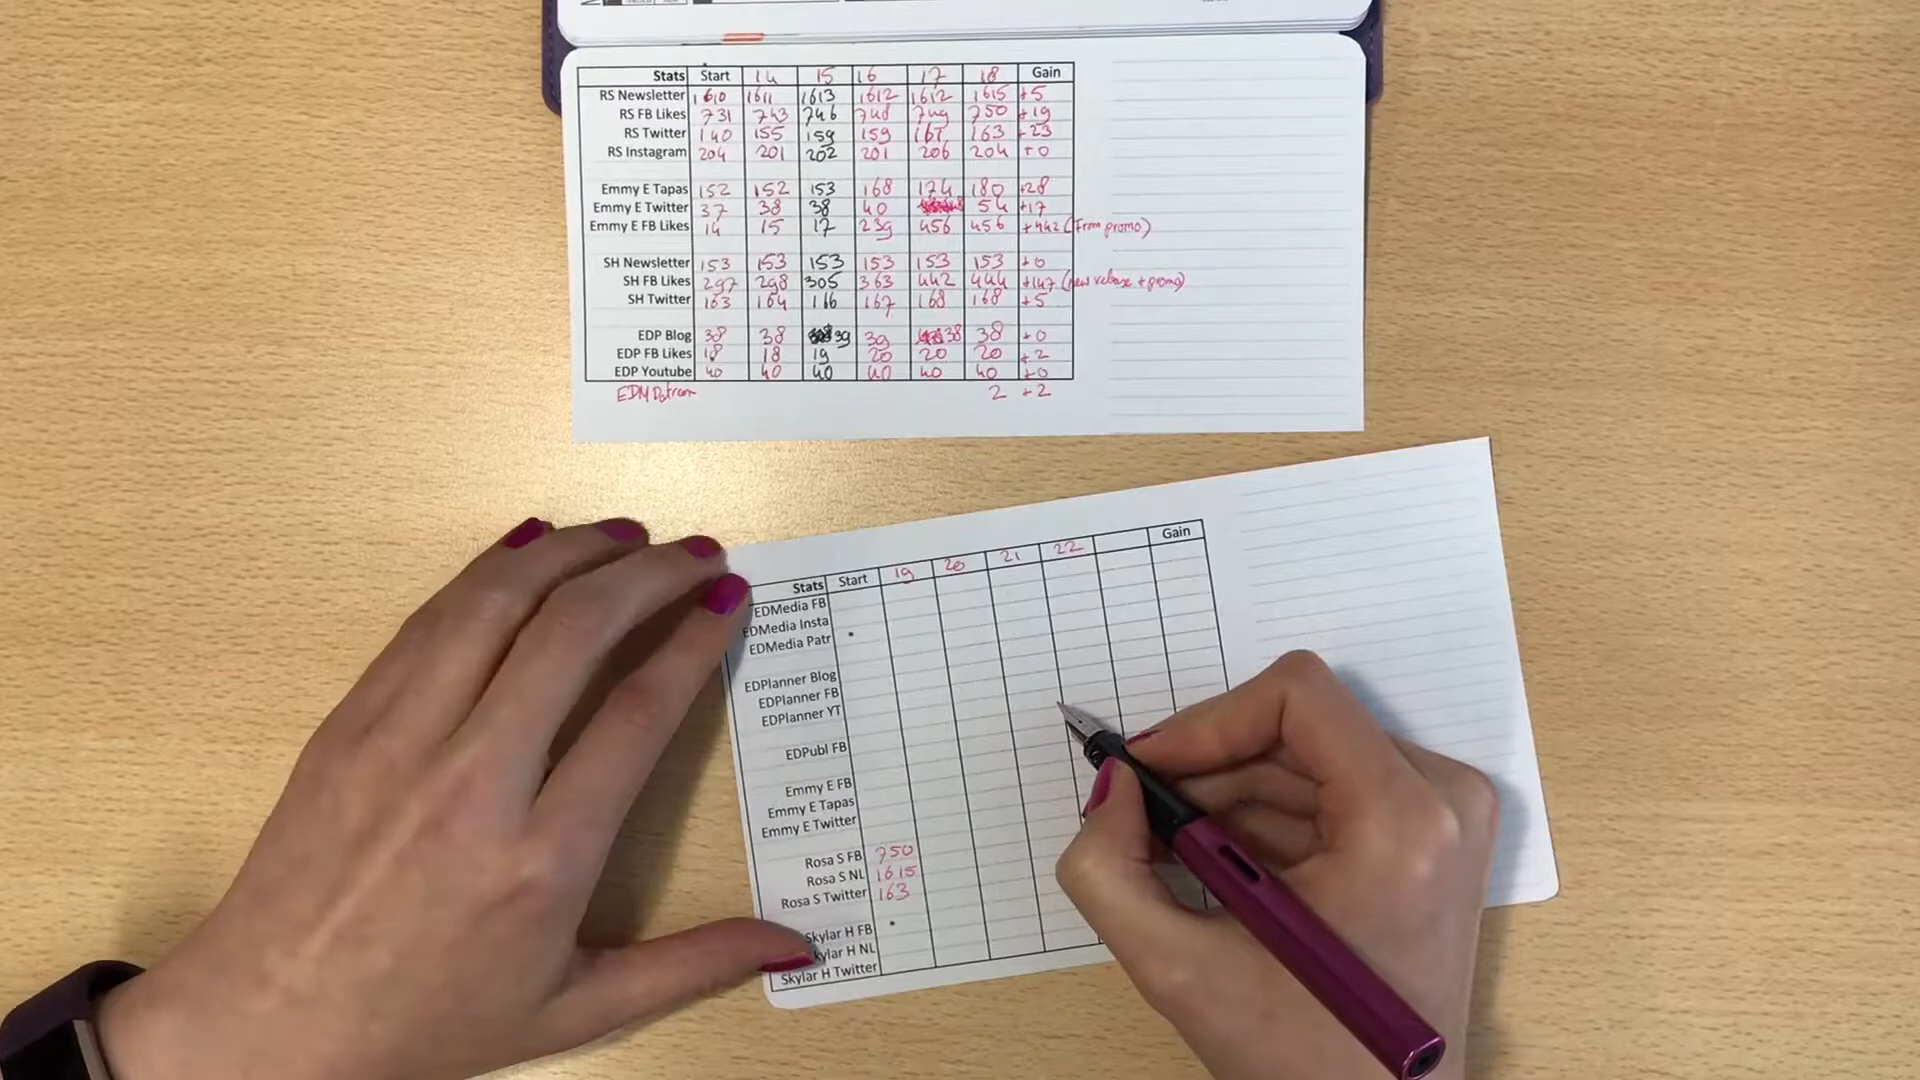 Stats Start 14 15 16 17 18 Gain
RS Newsletter 1610 1611 1613 1612 1612 1615 +5
RS FB Likes 731 743 746 748 749 750 +19
RS Twitter 140 155 159 159 161 163 +23
RS Instagram 204 201 202 201 206 204 +0
Emmy E Tapas 152 152 153 168 174 180 +28
Emmy E Twitter 37 38 38 40 54 +17
Emmy E FB Likes 14 15 17 239 456 456 +442 (from promo)
SH Newsletter 153 153 153 153 153 153 +0
SH FB Likes 297 298 305 363 442 444 +147 (new release + promo)
SH Twitter 163 164 166 167 168 168 +5
EDP Blog 38 38 39 39 38 38 +0
EDP FB Likes 18 18 19 20 20 20 +2
EDP Youtube 40 40 40 40 40 40 +0
EDM Patreon 2 +2
Stats Start 19 20 21 22 Gain
EDMedia FB
EDMedia Insta
EDMedia Patr
EDPlanner Blog
EDPlanner FB
EDPlanner YT
EDPubl FB
Emmy E FB
Emmy E Tapas
Emmy E Twitter
Rosa S FB 750
Rosa S NL 1615
Rosa S Twitter 163
Skylar H FB
kylar H NL
Skylar H Twitter